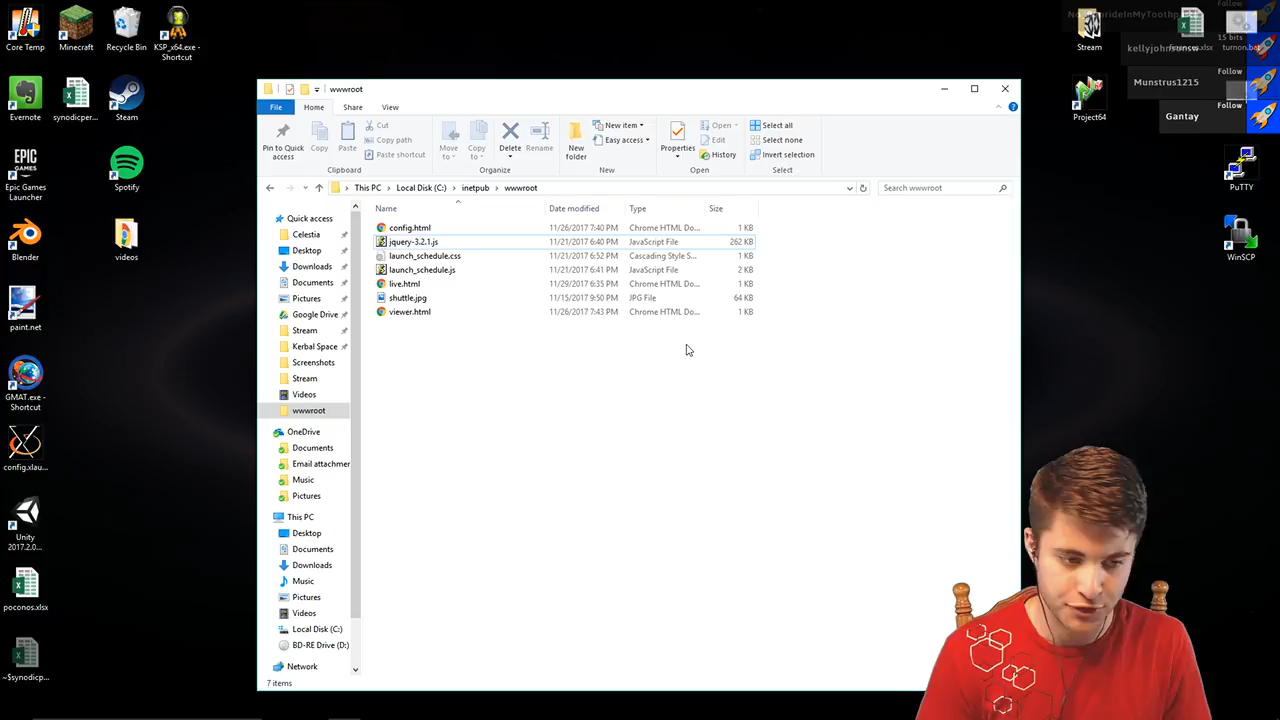 Core Temp
Minecraft
Recycle Bin
KSP_x64.exe - Shortcut
Evernote
synodicper...
Steam
Epic Games Launcher
Spotify
Blender
videos
paint.net
GMAT.exe - Shortcut
config.xlau...
Unity 2017.2.0...
poconos.xlsx
~$synodicp...
wwwroot
File
Home
Share
View
Pin to Quick access
Copy
Paste
Cut
Copy path
Paste shortcut
Clipboard
Move to
Copy to
Delete
Rename
Organize
New folder
New item
Easy access
New
Properties
Open
Edit
History
Open
Select all
Select none
Invert selection
Select
This PC > Local Disk (C:) > inetpub > wwwroot
Search wwwroot
Quick access
Celestia
Desktop
Downloads
Documents
Pictures
Google Drive
Stream
Kerbal Space
Screenshots
Stream
Videos
wwwroot
OneDrive
Documents
Email attachmen
Music
Pictures
This PC
Desktop
Documents
Downloads
Music
Pictures
Videos
Local Disk (C:)
BD-RE Drive (D:)
Network
Name Date modified Type Size
config.html 11/26/2017 7:40 PM Chrome HTML Do... 1 KB
jquery-3.2.1.js 11/21/2017 6:40 PM JavaScript File 262 KB
launch_schedule.css 11/21/2017 6:52 PM Cascading Style S... 1 KB
launch_schedule.js 11/21/2017 6:41 PM JavaScript File 2 KB
live.html 11/29/2017 6:35 PM Chrome HTML Do... 1 KB
shuttle.jpg 11/15/2017 9:50 PM JPG File 64 KB
viewer.html 11/26/2017 7:43 PM Chrome HTML Do... 1 KB
7 items
Follow
15 bits
Stream
turnon.bat
kellyjohnsonsw
Follow
Munstrus1215
Follow
Gantay
Project64
PuTTY
WinSCP